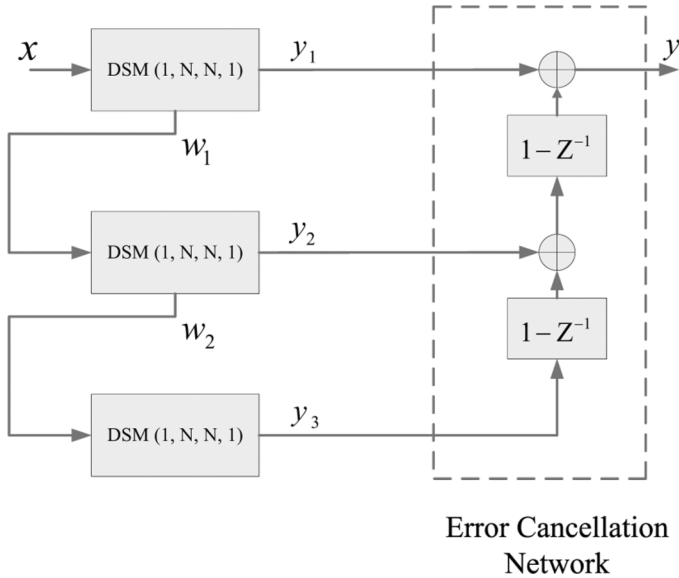 x
DSM (1, N, N, 1)
y₁
y
w₁
1 − Z⁻¹
DSM (1, N, N, 1)
y₂
w₂
1 − Z⁻¹
DSM (1, N, N, 1)
y₃
Error Cancellation
Network